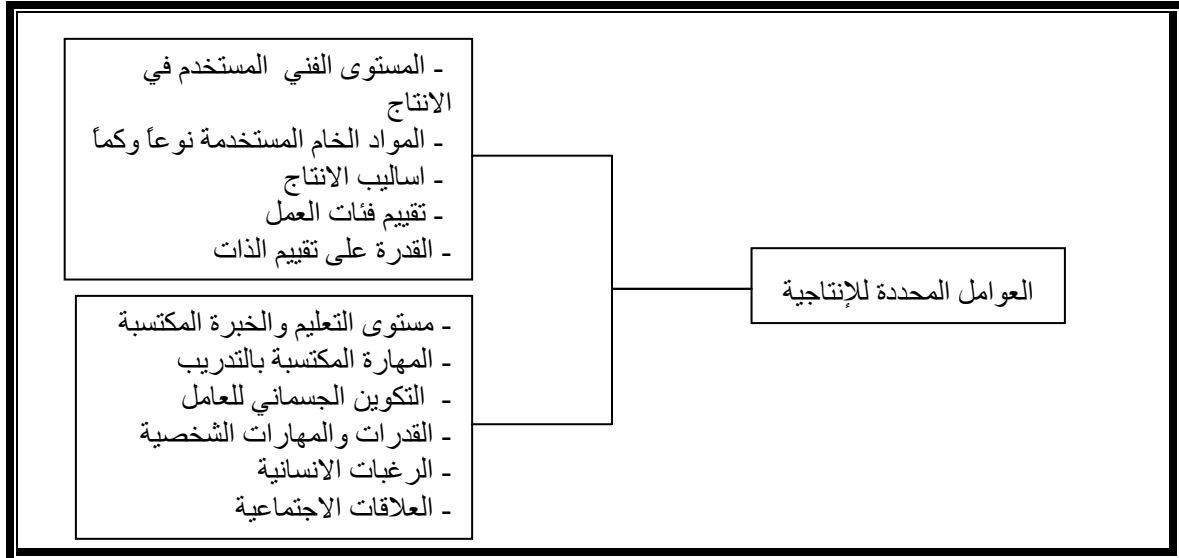 العوامل المحددة للإنتاجية
- المستوى الفني المستخدم في
الانتاج
- المواد الخام المستخدمة نوعاً وكماً
- اساليب الانتاج
- تقييم فئات العمل
- القدرة على تقييم الذات
- مستوى التعليم والخبرة المكتسبة
- المهارة المكتسبة بالتدريب
- التكوين الجسماني للعامل
- القدرات والمهارات الشخصية
- الرغبات الانسانية
- العلاقات الاجتماعية